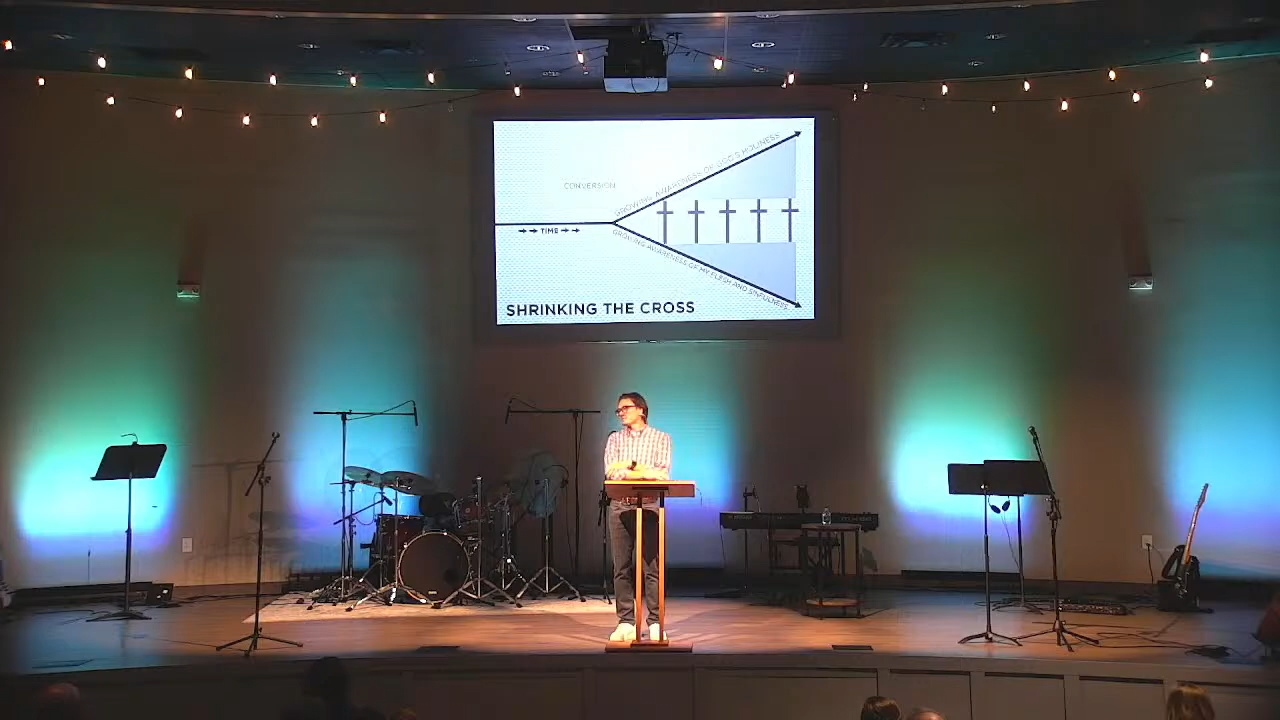 GROWING AWARENESS OF GOD'S HOLINESS
CONVERSION
TIME
GROWING AWARENESS OF MY FLESH AND SINFULNESS
SHRINKING THE CROSS